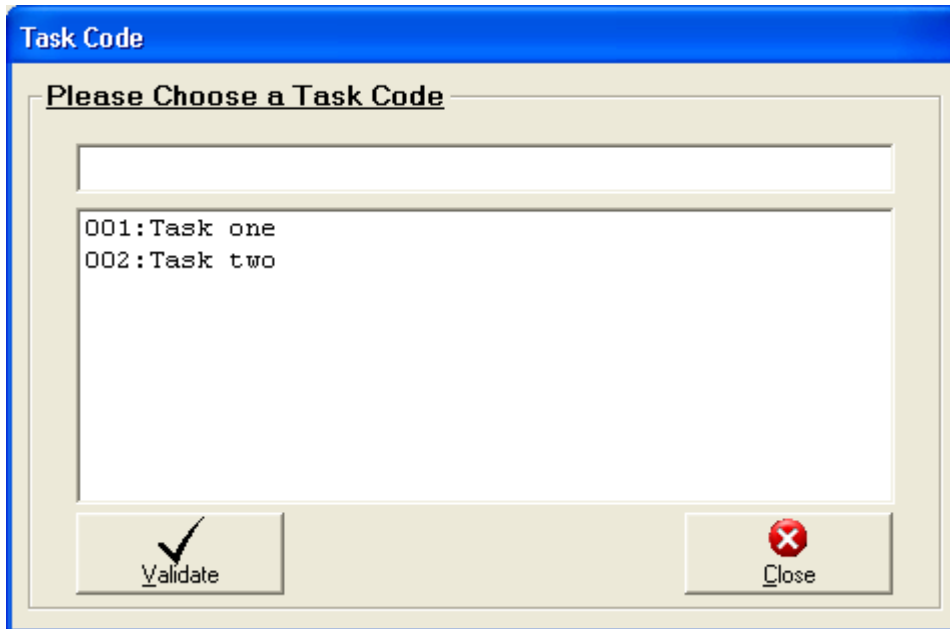 Task Code
Please Choose a Task Code
001:Task one
002:Task two
Validate
Close